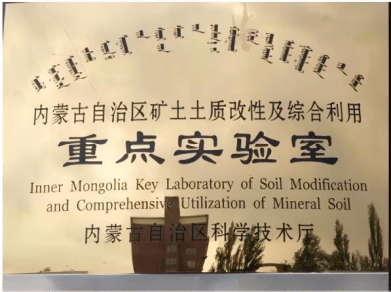 内蒙古自治区矿土土质改性及综合利用
重点实验室
Inner Mongolia Key Laboratory of Soil Modification
and Comprehensive Utilization of Mineral Soil
内蒙古自治区科学技术厅